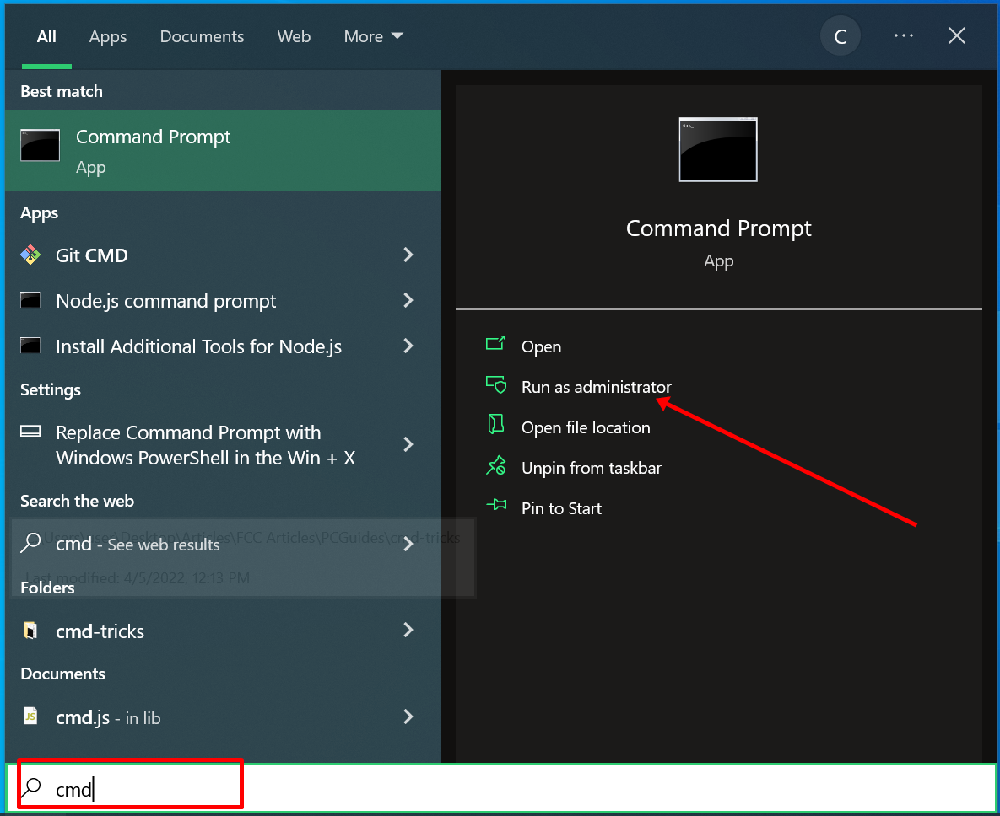 All Apps Documents Web More C ...
Best match
Command Prompt
App
Apps
Git CMD
Node.js command prompt
Install Additional Tools for Node.js
Settings
Replace Command Prompt with
Windows PowerShell in the Win + X
Search the web
cmd - See web results
\Desktop\Articles\FCC Articles\PCGuides\cmd-tricks
Last modified: 4/5/2022, 12:13 PM
Folders
cmd-tricks
Documents
cmd.js - in lib
cmd
Command Prompt
App
Open
Run as administrator
Open file location
Unpin from taskbar
Pin to Start